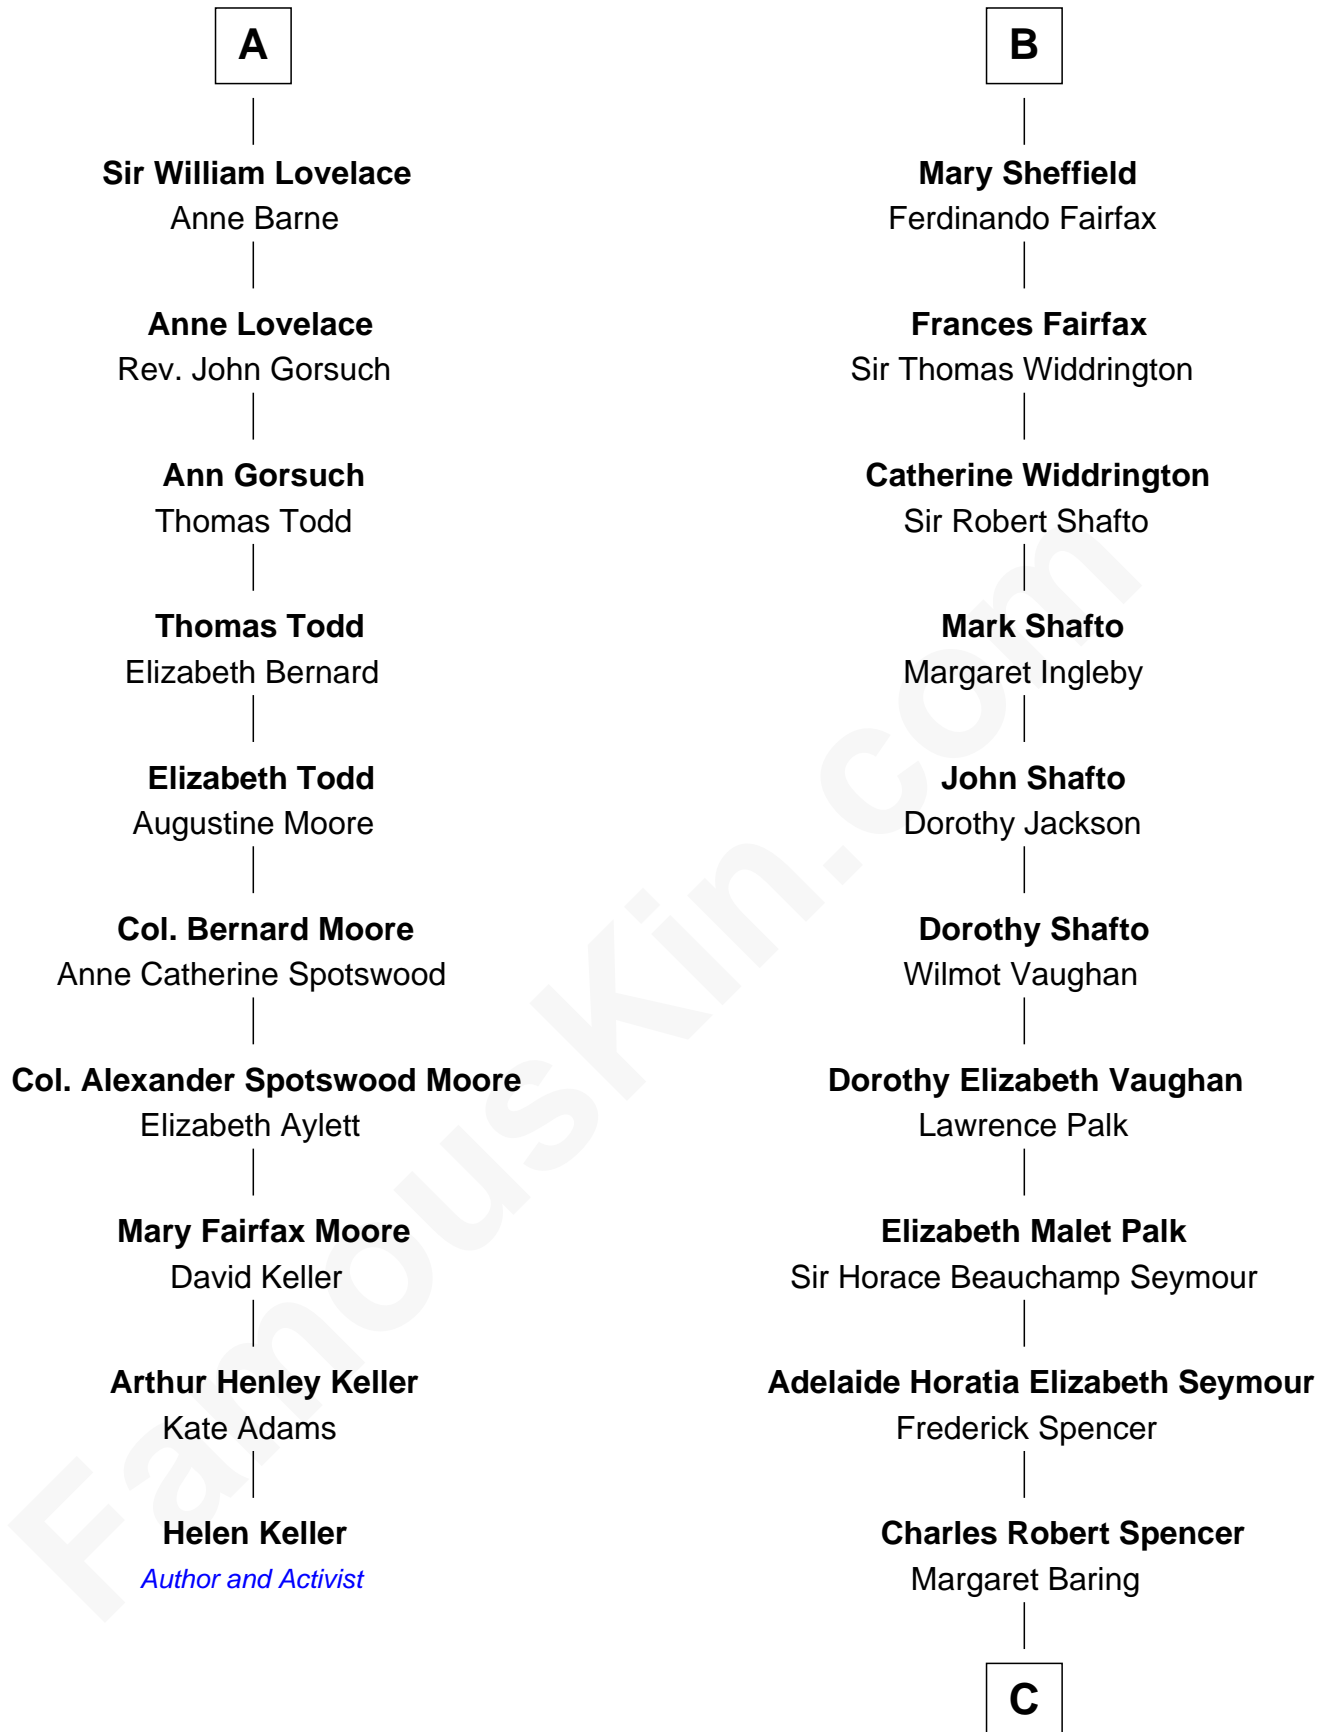 A
Sir William Lovelace
Anne Barne
Anne Lovelace
Rev. John Gorsuch
Ann Gorsuch
Thomas Todd
Thomas Todd
Elizabeth Bernard
Elizabeth Todd
Augustine Moore
Col. Bernard Moore
Anne Catherine Spotswood
Col. Alexander Spotswood Moore
Elizabeth Aylett
Mary Fairfax Moore
David Keller
Arthur Henley Keller
Kate Adams
Helen Keller
Author and Activist
B
Mary Sheffield
Ferdinando Fairfax
Frances Fairfax
Sir Thomas Widdrington
Catherine Widdrington
Sir Robert Shafto
Mark Shafto
Margaret Ingleby
John Shafto
Dorothy Jackson
Dorothy Shafto
Wilmot Vaughan
Dorothy Elizabeth Vaughan
Lawrence Palk
Elizabeth Malet Palk
Sir Horace Beauchamp Seymour
Adelaide Horatia Elizabeth Seymour
Frederick Spencer
Charles Robert Spencer
Margaret Baring
C
FamousKin.com